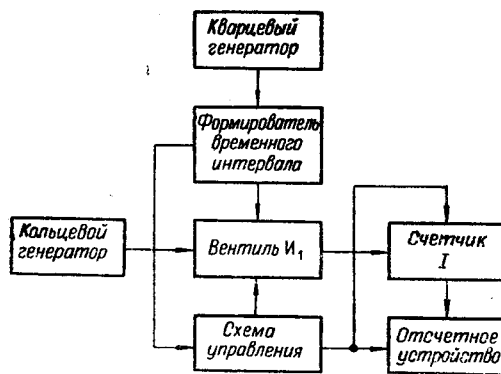 Кварцевый
генератор
Формирователь
временного
интервала
Кольцевой
генератор
Вентиль И₁
Счетчик
I
Схема
управления
Отсчетное
устройство